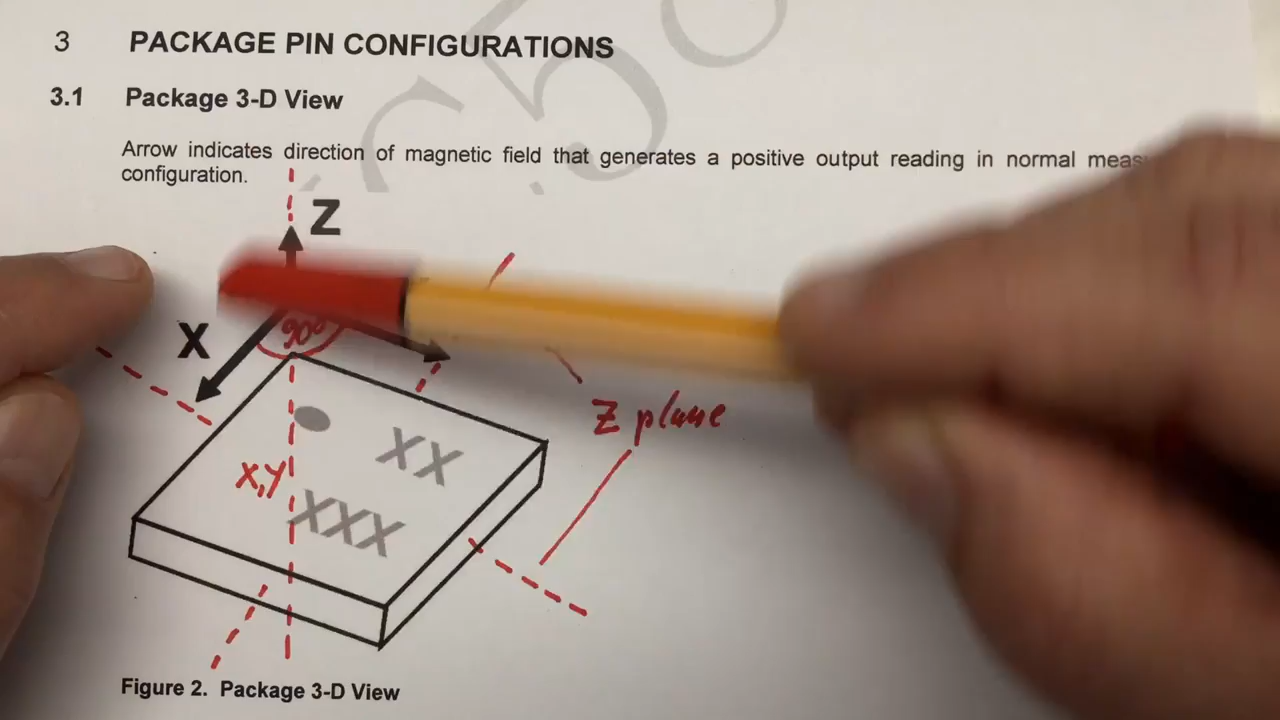 3 PACKAGE PIN CONFIGURATIONS
3.1 Package 3-D View
Arrow indicates direction of magnetic field that generates a positive output reading in normal
configuration.
Z
X
90°
Z plane
XX
X,Y
XXX
Figure 2. Package 3-D View